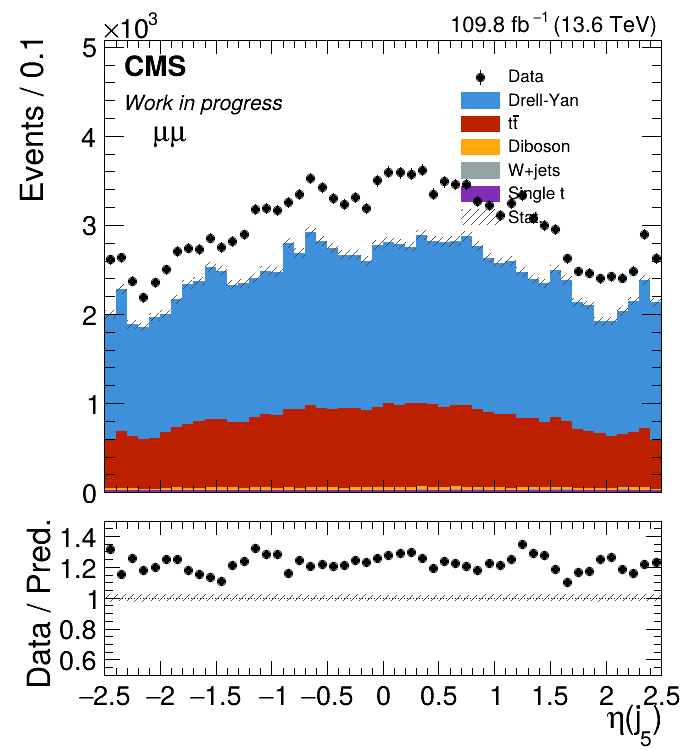 ×10³
109.8 fb⁻¹ (13.6 TeV)
CMS
Work in progress
μμ
Events / 0.1
5
4
3
2
1
0
Data
Drell-Yan
tt̄
Diboson
W+jets
Single t
Stat.
Data / Pred.
1.4
1.2
1
0.8
0.6
−2.5 −2 −1.5 −1 −0.5 0 0.5 1 1.5 2 2.5
η(j₅)